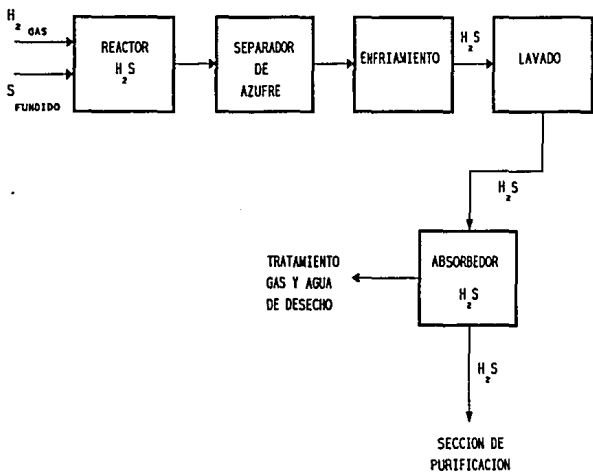 H₂ GAS
S FUNDIDO
REACTOR
H₂S
SEPARADOR
DE
AZUFRE
ENFRIAMIENTO
H₂S
LAVADO
H₂S
ABSORBEDOR
H₂S
TRATAMIENTO
GAS Y AGUA
DE DESECHO
H₂S
SECCION DE
PURIFICACION